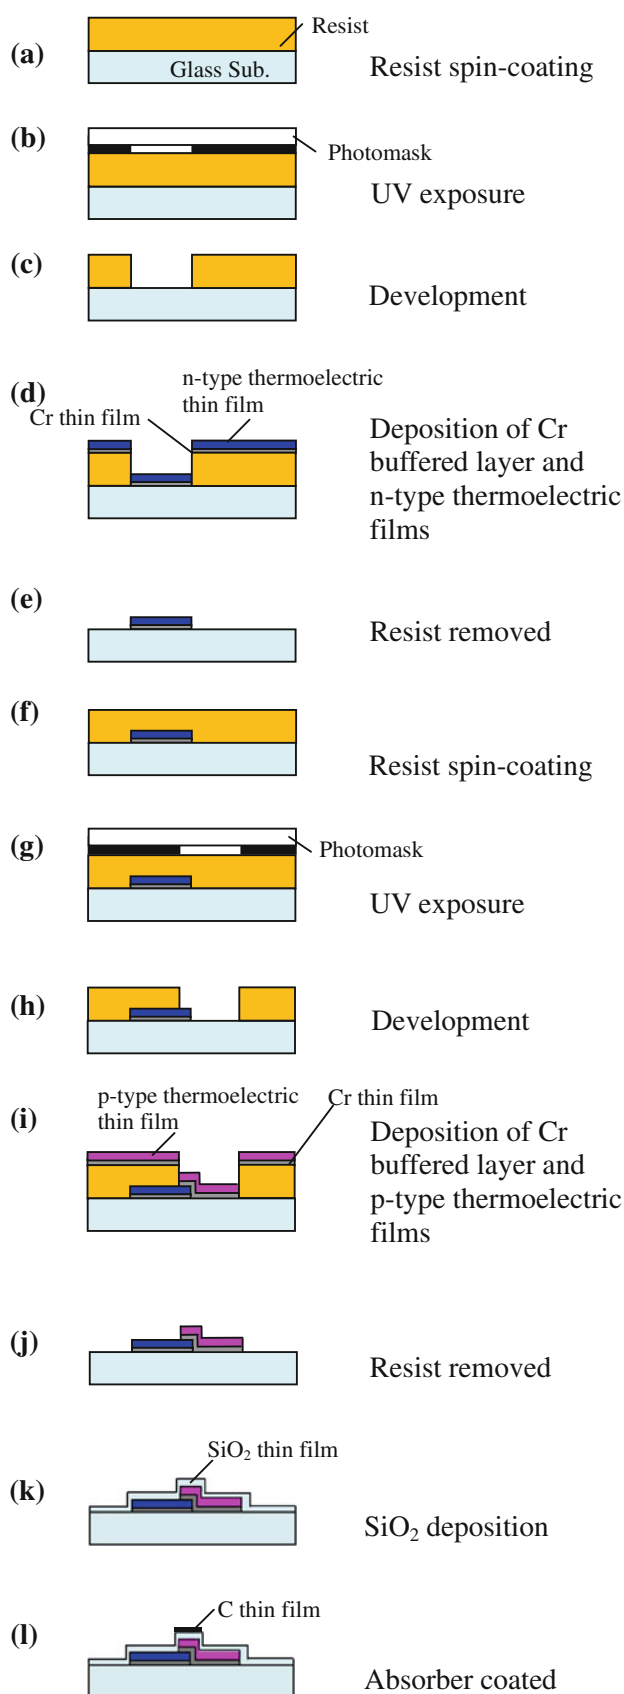 (a)
Resist
Glass Sub.
Resist spin-coating
(b)
Photomask
UV exposure
(c)
Development
(d)
n-type thermoelectric
thin film
Cr thin film
Deposition of Cr
buffered layer and
n-type thermoelectric
films
(e)
Resist removed
(f)
Resist spin-coating
(g)
Photomask
UV exposure
(h)
Development
(i)
p-type thermoelectric
thin film
Cr thin film
Deposition of Cr
buffered layer and
p-type thermoelectric
films
(j)
Resist removed
(k)
SiO₂ thin film
SiO₂ deposition
(l)
C thin film
Absorber coated